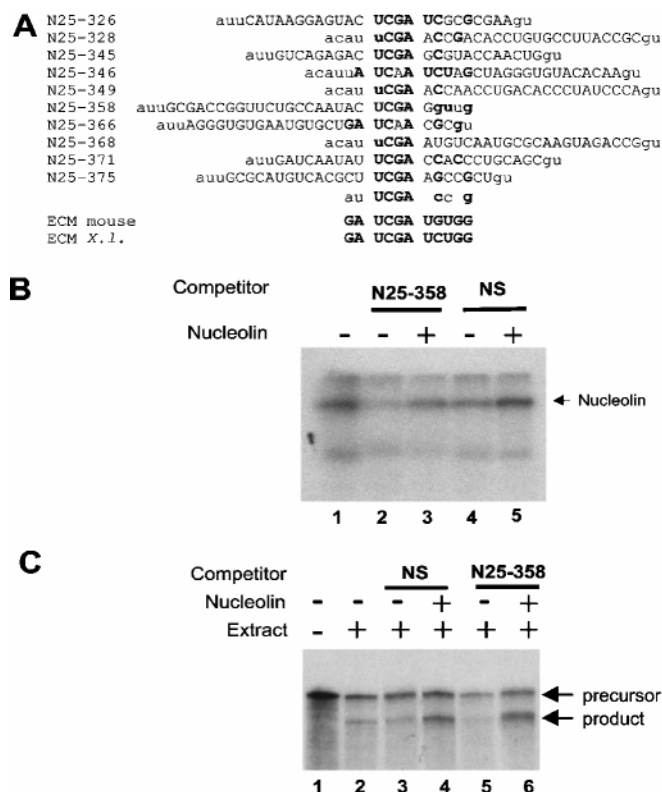 A
N25-326 auuCAUAAGGAGUAC UCGA UCGCGCGAAgu
N25-328 acau uCGA ACCGACACCUGUGCCUUACCGCgu
N25-345 auuGUCAGAGAC UCGA GCGUACCAACUGgu
N25-346 acauuA UCAA UCUAGCUAGGGUGUACACAAgu
N25-349 acau uCGA ACCAACCUGACACCCUAUCCCAgu
N25-358 auuGCGACCGGUUCUGCCAAUAC UCGA Gguug
N25-366 auuAGGGUGUGAAUGUGCUGA UCAA CGCgu
N25-368 acau uCGA AUGUCAAUGCGCAAGUAGACCGgu
N25-371 auuGAUCAAUAU UCGA CCACCCUGCAGCgu
N25-375 auuGCGCAUGUCACGCU UCGA AGCCGCUgu
au UCGA cc g
ECM mouse GA UCGA UGUGG
ECM X.l. GA UCGA UCUGG
B
Competitor N25-358 NS
Nucleolin - - + - +
Nucleolin
1 2 3 4 5
C
Competitor NS N25-358
Nucleolin - - - + - +
Extract - + + + + +
precursor
product
1 2 3 4 5 6